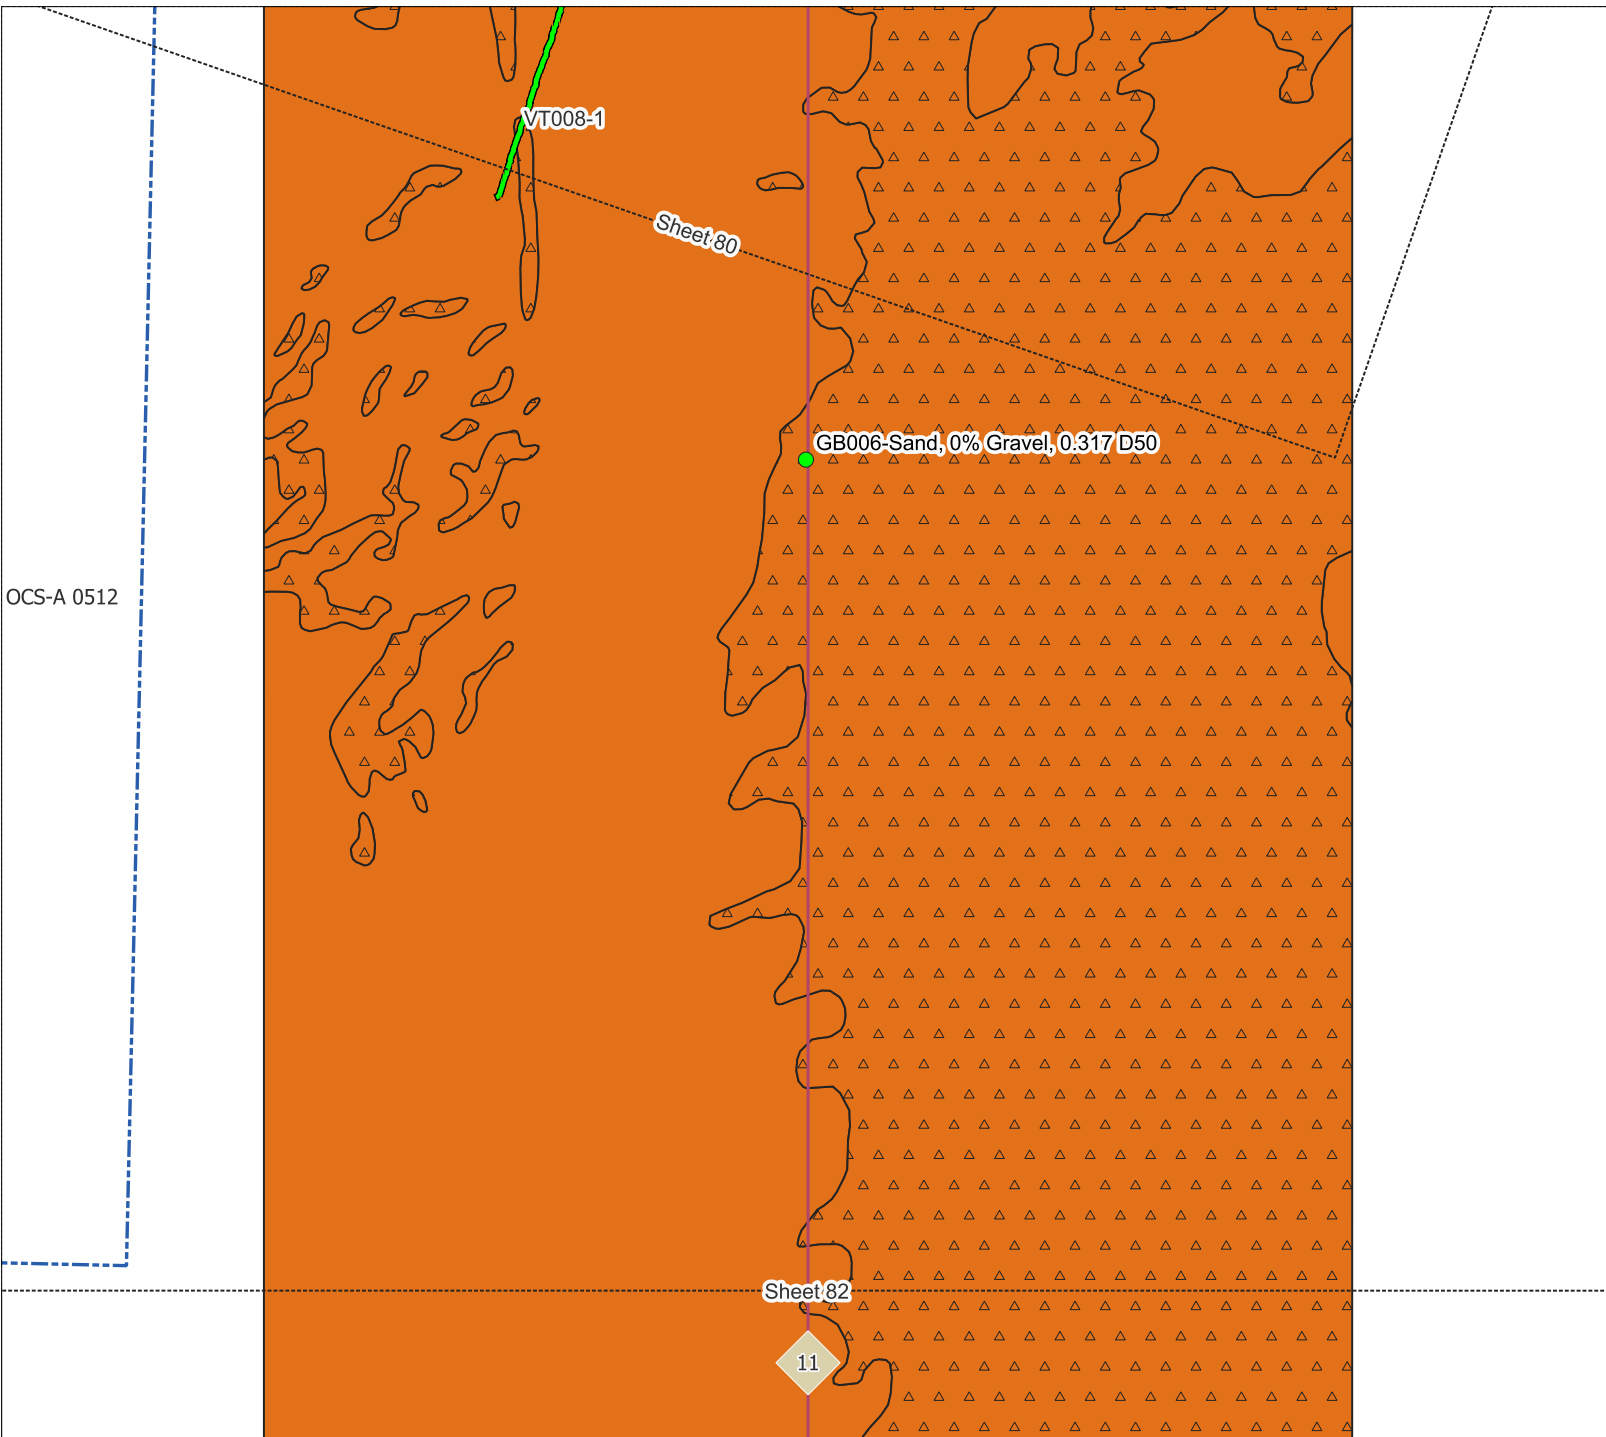 VT008-1
Sheet 80
GB006-Sand, 0% Gravel, 0.317 D50
OCS-A 0512
Sheet 82
11